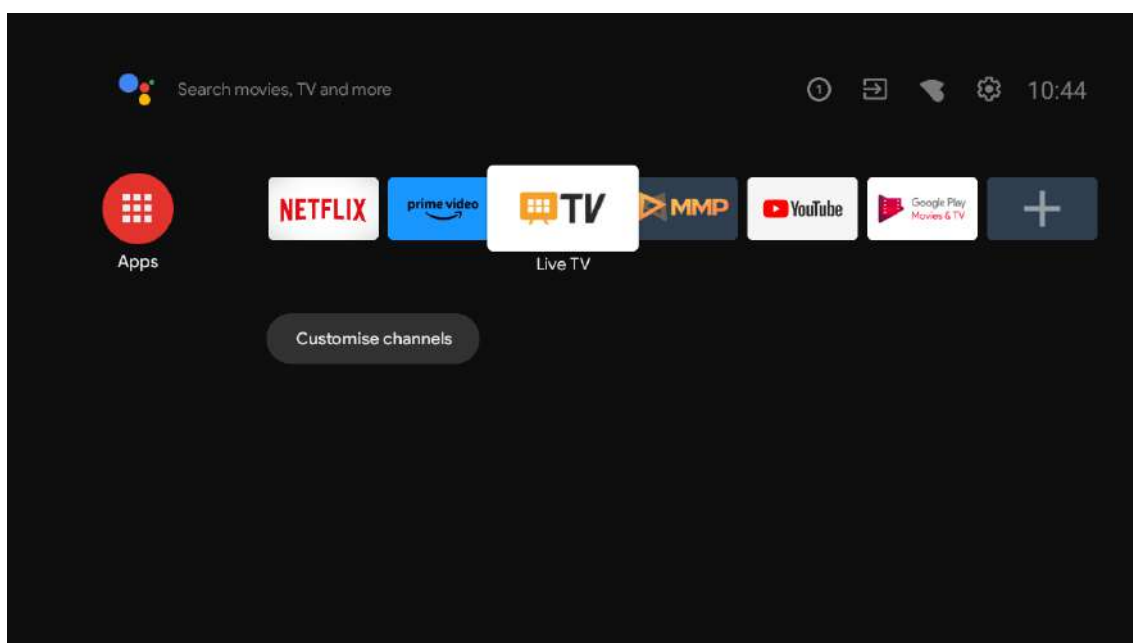 Search movies, TV and more
1
10:44
NETFLIX
prime video
TV
MMP
YouTube
Google Play
Movies & TV
Apps
Live TV
Customise channels